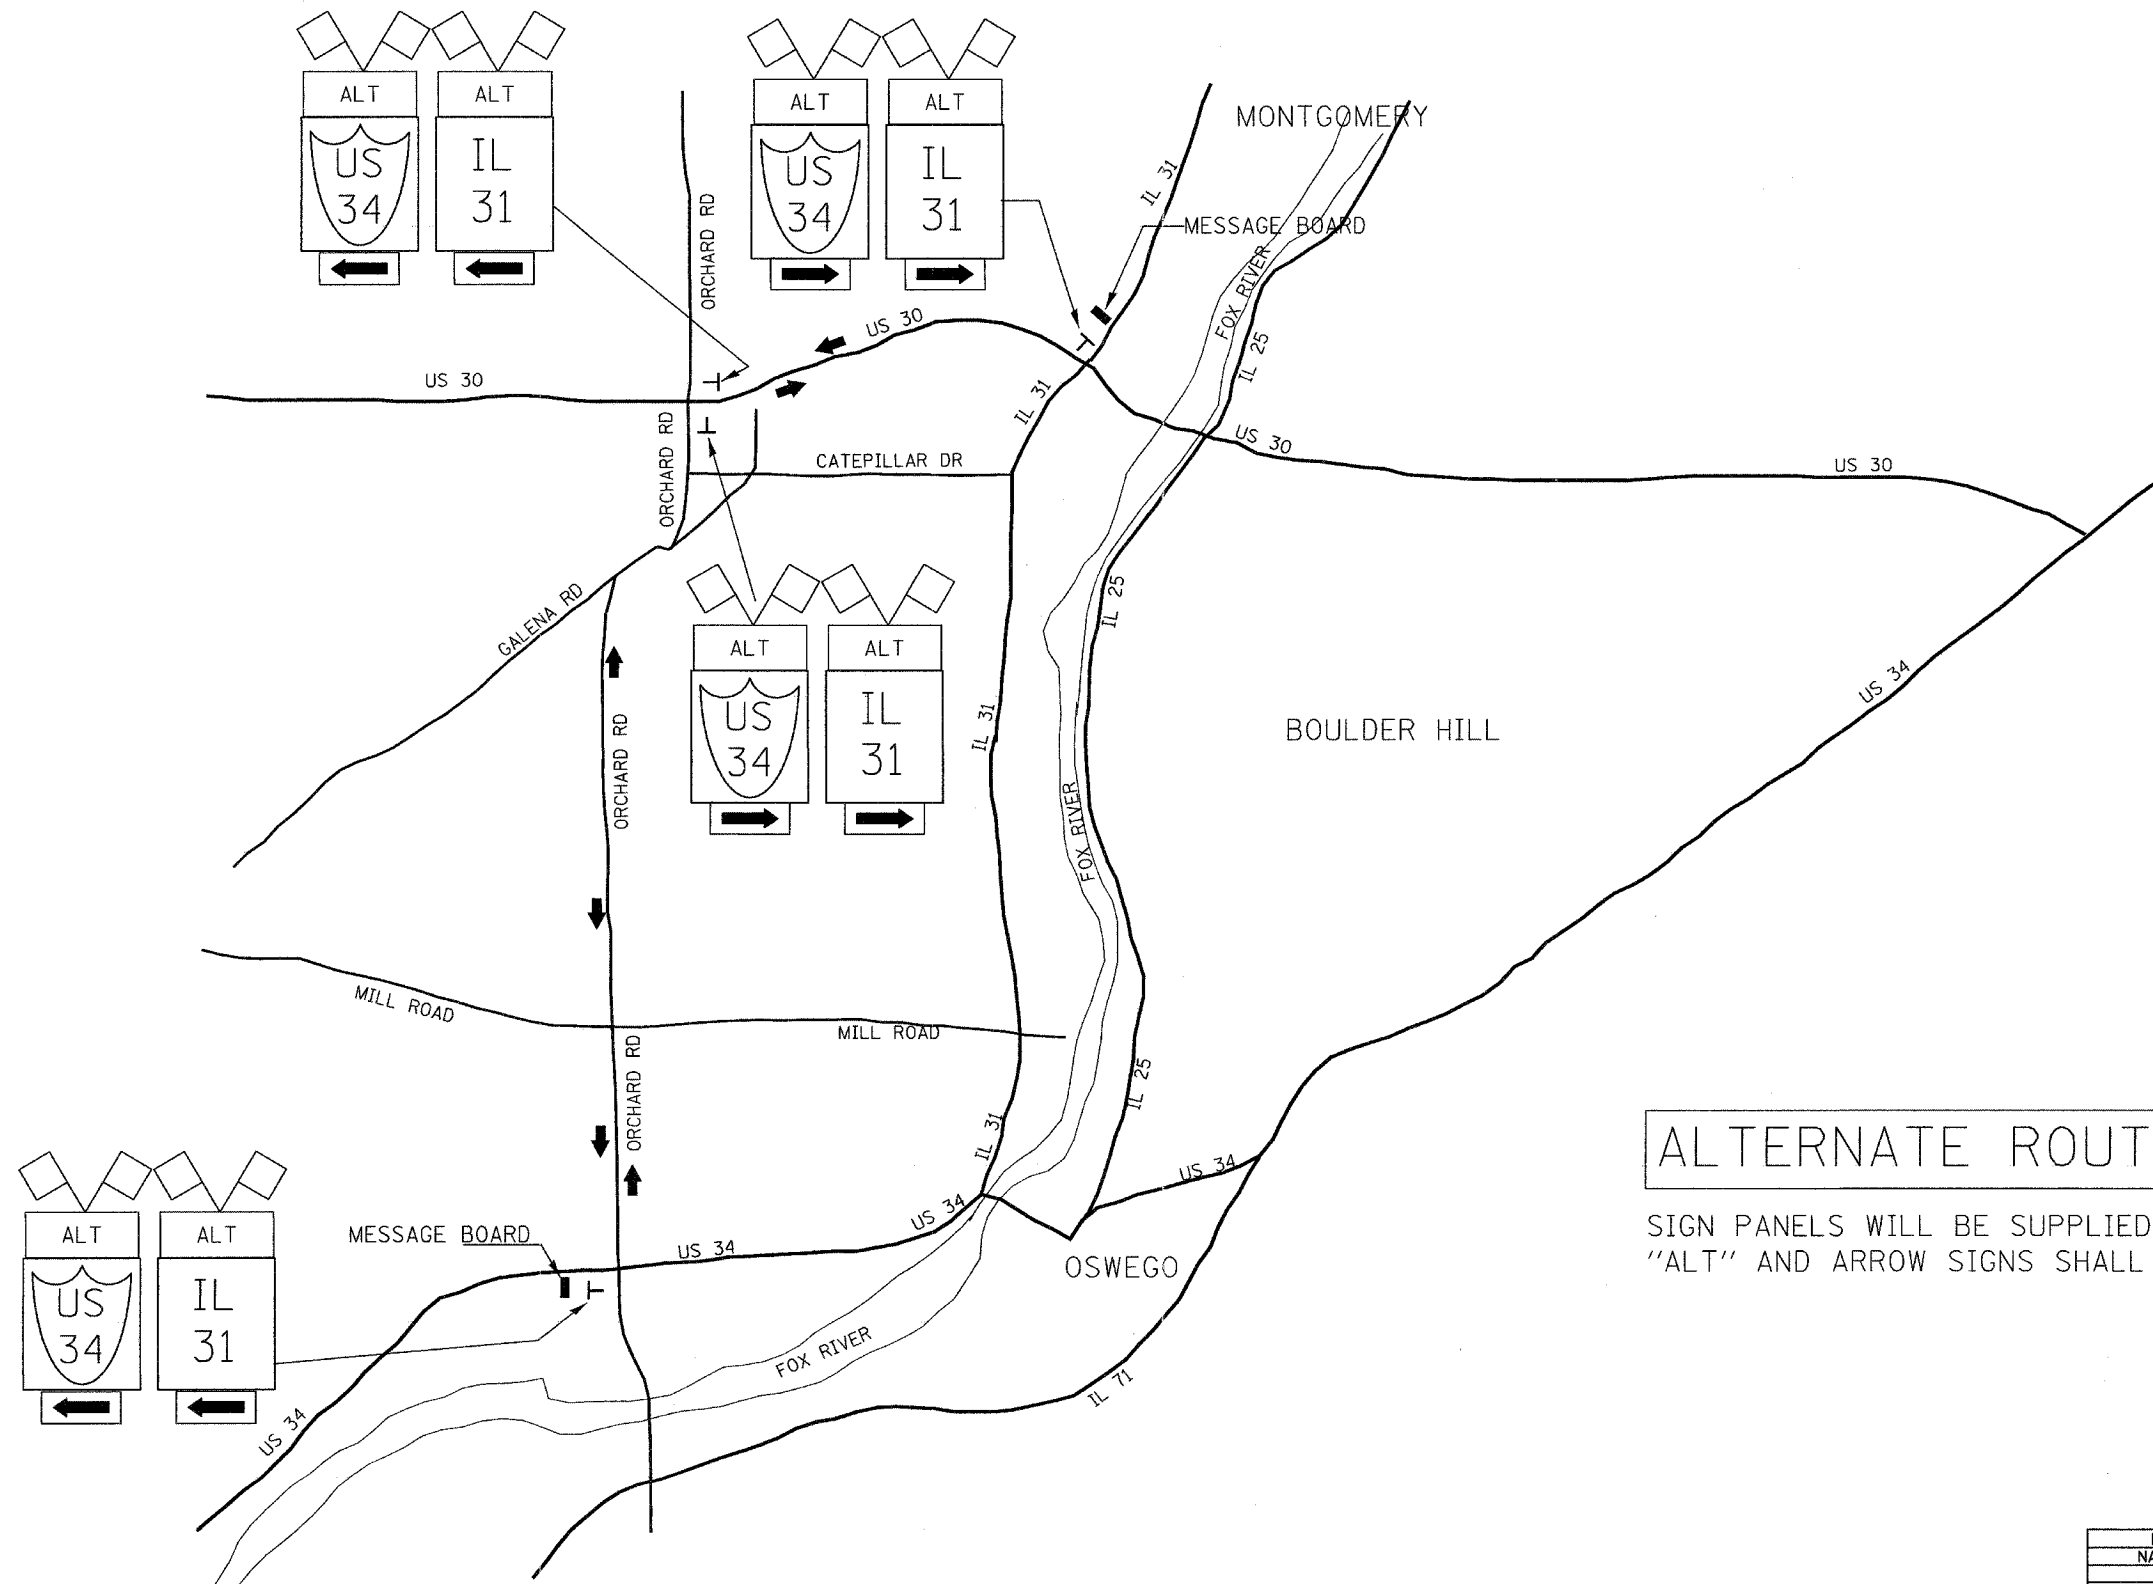 ALT
ALT
US
34
IL
31
ALT
ALT
US
34
IL
31
MONTGOMERY
IL 31
MESSAGE BOARD
ORCHARD RD
FOX RIVER
US 30
IL 25
US 30
IL 31
ORCHARD RD
US 30
CATEPILLAR DR
US 30
GALENA RD
IL 25
ALT
ALT
US
34
IL
31
US 34
IL 31
BOULDER HILL
ORCHARD RD
FOX RIVER
MILL ROAD
MILL ROAD
ORCHARD RD
IL 25
IL 31
US 34
ALTERNATE ROUT
SIGN PANELS WILL BE SUPPLIED
"ALT" AND ARROW SIGNS SHALL
ALT
ALT
US
34
IL
31
MESSAGE BOARD
US 34
US 34
OSWEGO
FOX RIVER
IL 71
US 34